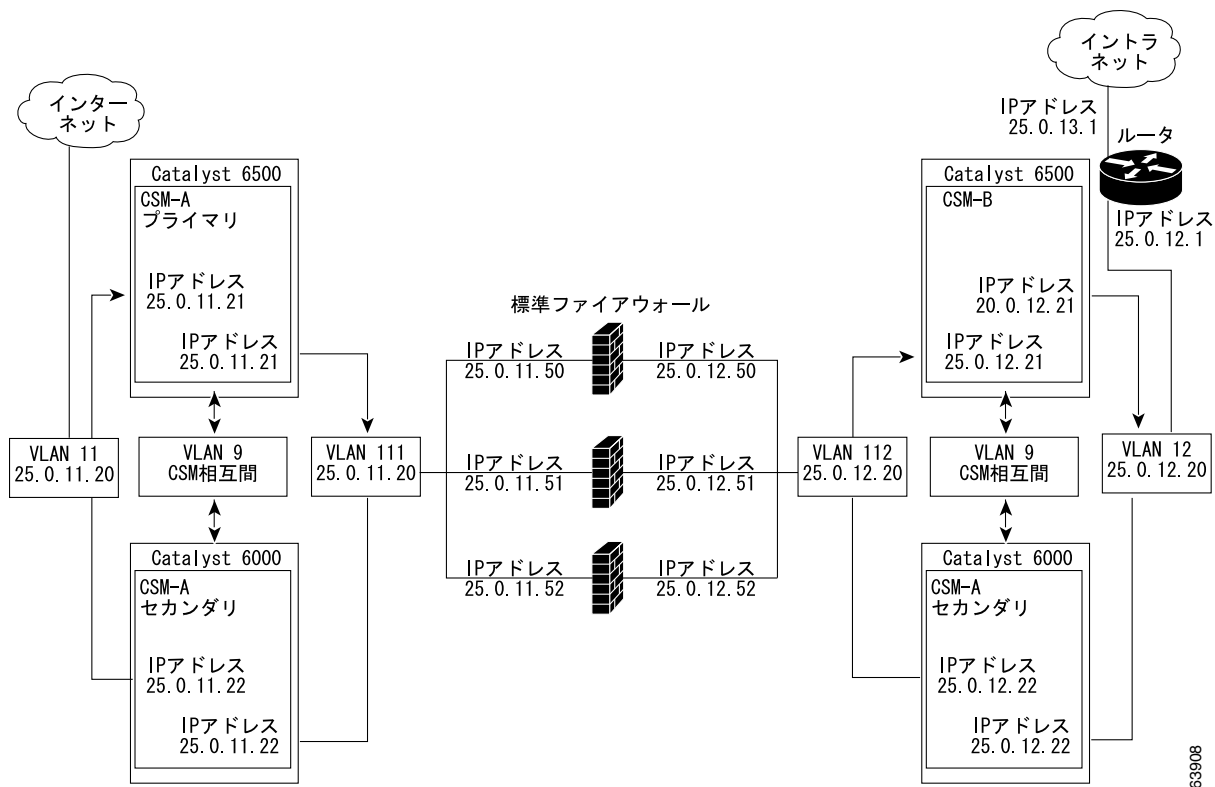 イントラ
ネット
インター
ネット
IPアドレス
25.0.13.1
ルータ
Catalyst 6500
CSM-A
プライマリ
IPアドレス
25.0.11.21
IPアドレス
25.0.11.21
Catalyst 6500
CSM-B
IPアドレス
20.0.12.21
IPアドレス
25.0.12.21
IPアドレス
25.0.12.1
標準ファイアウォール
IPアドレス
25.0.11.50
IPアドレス
25.0.12.50
VLAN 11
25.0.11.20
VLAN 9
CSM相互間
VLAN 111
25.0.11.20
IPアドレス
25.0.11.51
IPアドレス
25.0.12.51
VLAN 112
25.0.12.20
VLAN 9
CSM相互間
VLAN 12
25.0.12.20
IPアドレス
25.0.11.52
IPアドレス
25.0.12.52
Catalyst 6000
CSM-A
セカンダリ
IPアドレス
25.0.11.22
IPアドレス
25.0.11.22
Catalyst 6000
CSM-A
セカンダリ
IPアドレス
25.0.12.22
IPアドレス
25.0.12.22
63908